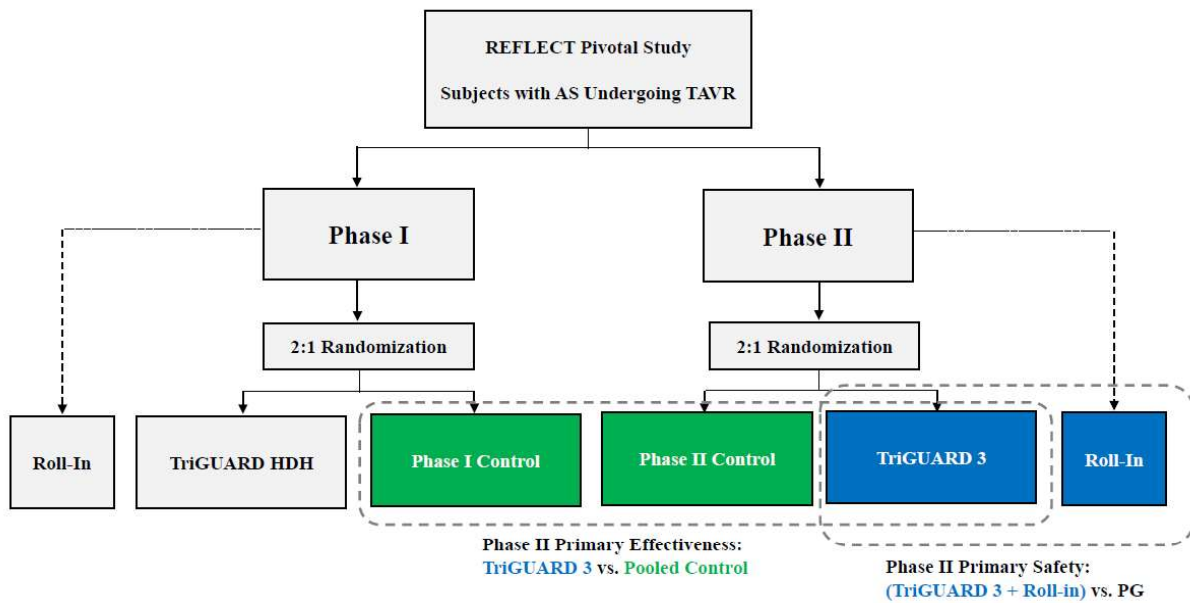 REFLECT Pivotal Study
Subjects with AS Undergoing TAVR
Phase I
Phase II
2:1 Randomization
2:1 Randomization
Roll-In
TriGUARD HDH
Phase I Control
Phase II Control
TriGUARD 3
Roll-In
Phase II Primary Effectiveness:
TriGUARD 3 vs. Pooled Control
Phase II Primary Safety:
(TriGUARD 3 + Roll-in) vs. PG